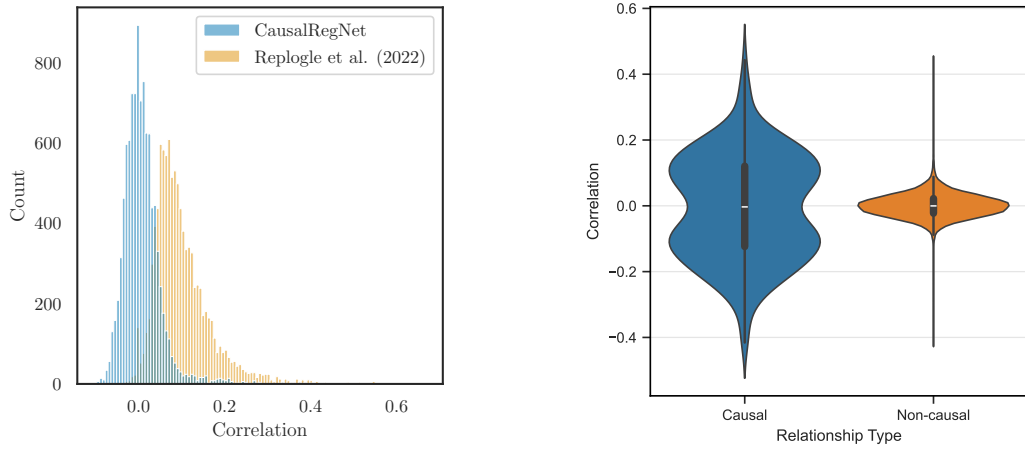 CausalRegNet
Replogle et al. (2022)
800
600
400
200
0
Count
0.0 0.2 0.4 0.6
Correlation
0.6
0.4
0.2
0.0
−0.2
−0.4
Correlation
Causal Non-causal
Relationship Type